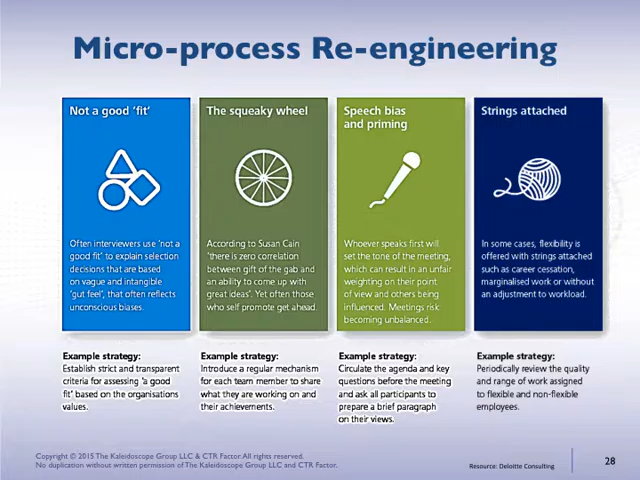 Micro-process Re-engineering
Not a good 'fit'
Often interviewers use 'not a
good fit' to explain selection
decisions that are based
on vague and intangible
'gut feel', that often reflects
unconscious biases.
Example strategy:
Establish strict and transparent
criteria for assessing 'a good
fit' based on the organisations
values.
The squeaky wheel
According to Susan Cain
'there is zero correlation
between gift of the gab and
an ability to come up with
great ideas'. Yet often those
who self promote get ahead.
Example strategy:
Introduce a regular mechanism
for each team member to share
what they are working on and
their achievements.
Speech bias
and priming
Whoever speaks first will
set the tone of the meeting,
which can result in an unfair
weighting on their point
of view and others being
influenced. Meetings risk
becoming unbalanced.
Example strategy:
Circulate the agenda and key
questions before the meeting
and ask all participants to
prepare a brief paragraph
on their views.
Strings attached
In some cases, flexibility is
offered with strings attached
such as career cessation,
marginalised work or without
an adjustment to workload.
Example strategy:
Periodically review the quality
and range of work assigned
to flexible and non-flexible
employees.
Copyright © 2015 The Kaleidoscope Group LLC & CTR Factor. All rights reserved.
No duplication without written permission of The Kaleidoscope Group LLC and CTR Factor.
Resource: Deloitte Consulting
28